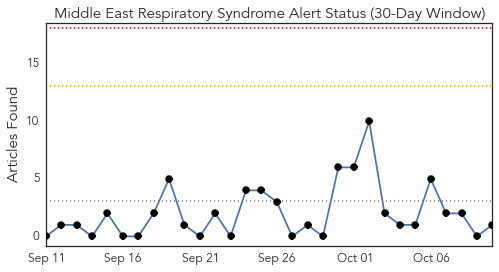 Middle East Respiratory Syndrome Alert Status (30-Day Window)
Articles Found
15
10
5
0
Sep 11 Sep 16 Sep 21 Sep 26 Oct 01 Oct 06